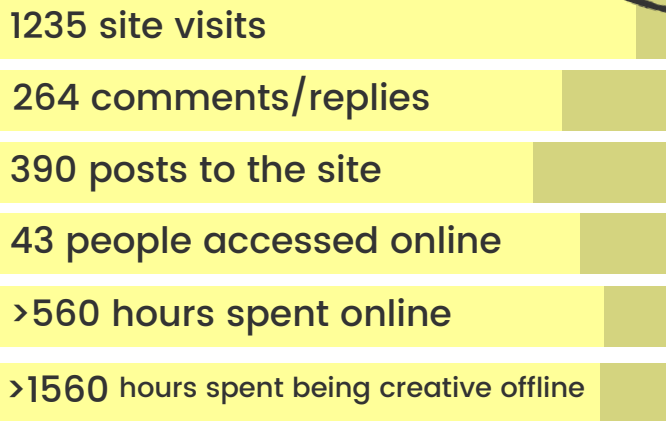 1235 site visits
264 comments/replies
390 posts to the site
43 people accessed online
>560 hours spent online
>1560 hours spent being creative offline